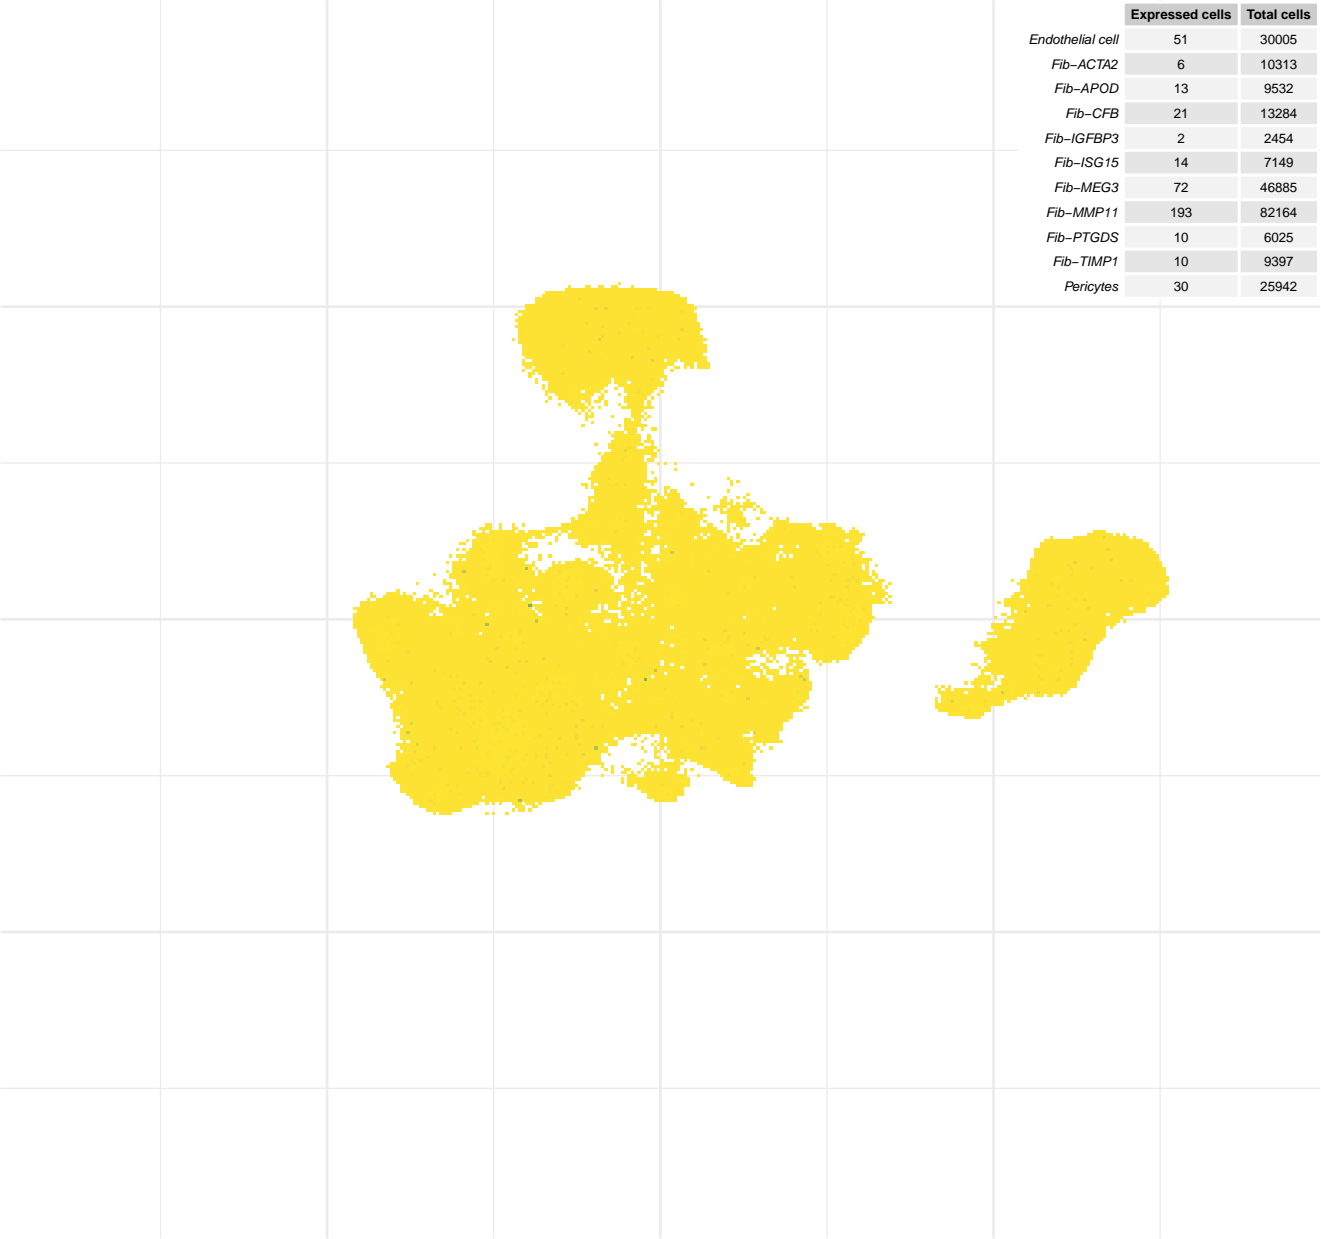 Expressed cells Total cells
Endothelial cell 51 30005
Fib−ACTA2 6 10313
Fib−APOD 13 9532
Fib−CFB 21 13284
Fib−IGFBP3 2 2454
Fib−ISG15 14 7149
Fib−MEG3 72 46885
Fib−MMP11 193 82164
Fib−PTGDS 10 6025
Fib−TIMP1 10 9397
Pericytes 30 25942